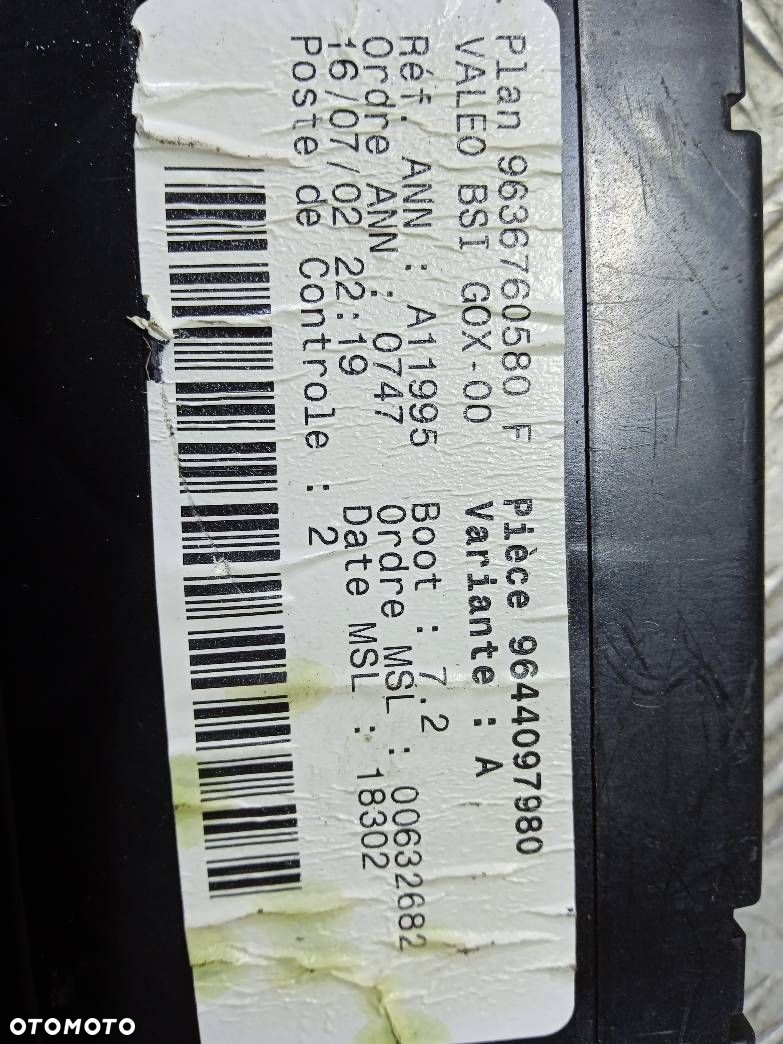 Plan 9636760580 F Pièce 9644097980
VALEO BSI G0X-00 Variante : A
Réf. ANN : A11995 Boot : 7.2
Ordre ANN : 0747 Ordre MSL : 00632682
16/07/02 22:19 Date MSL : 18302
Poste de Controle : 2
OTOMOTO